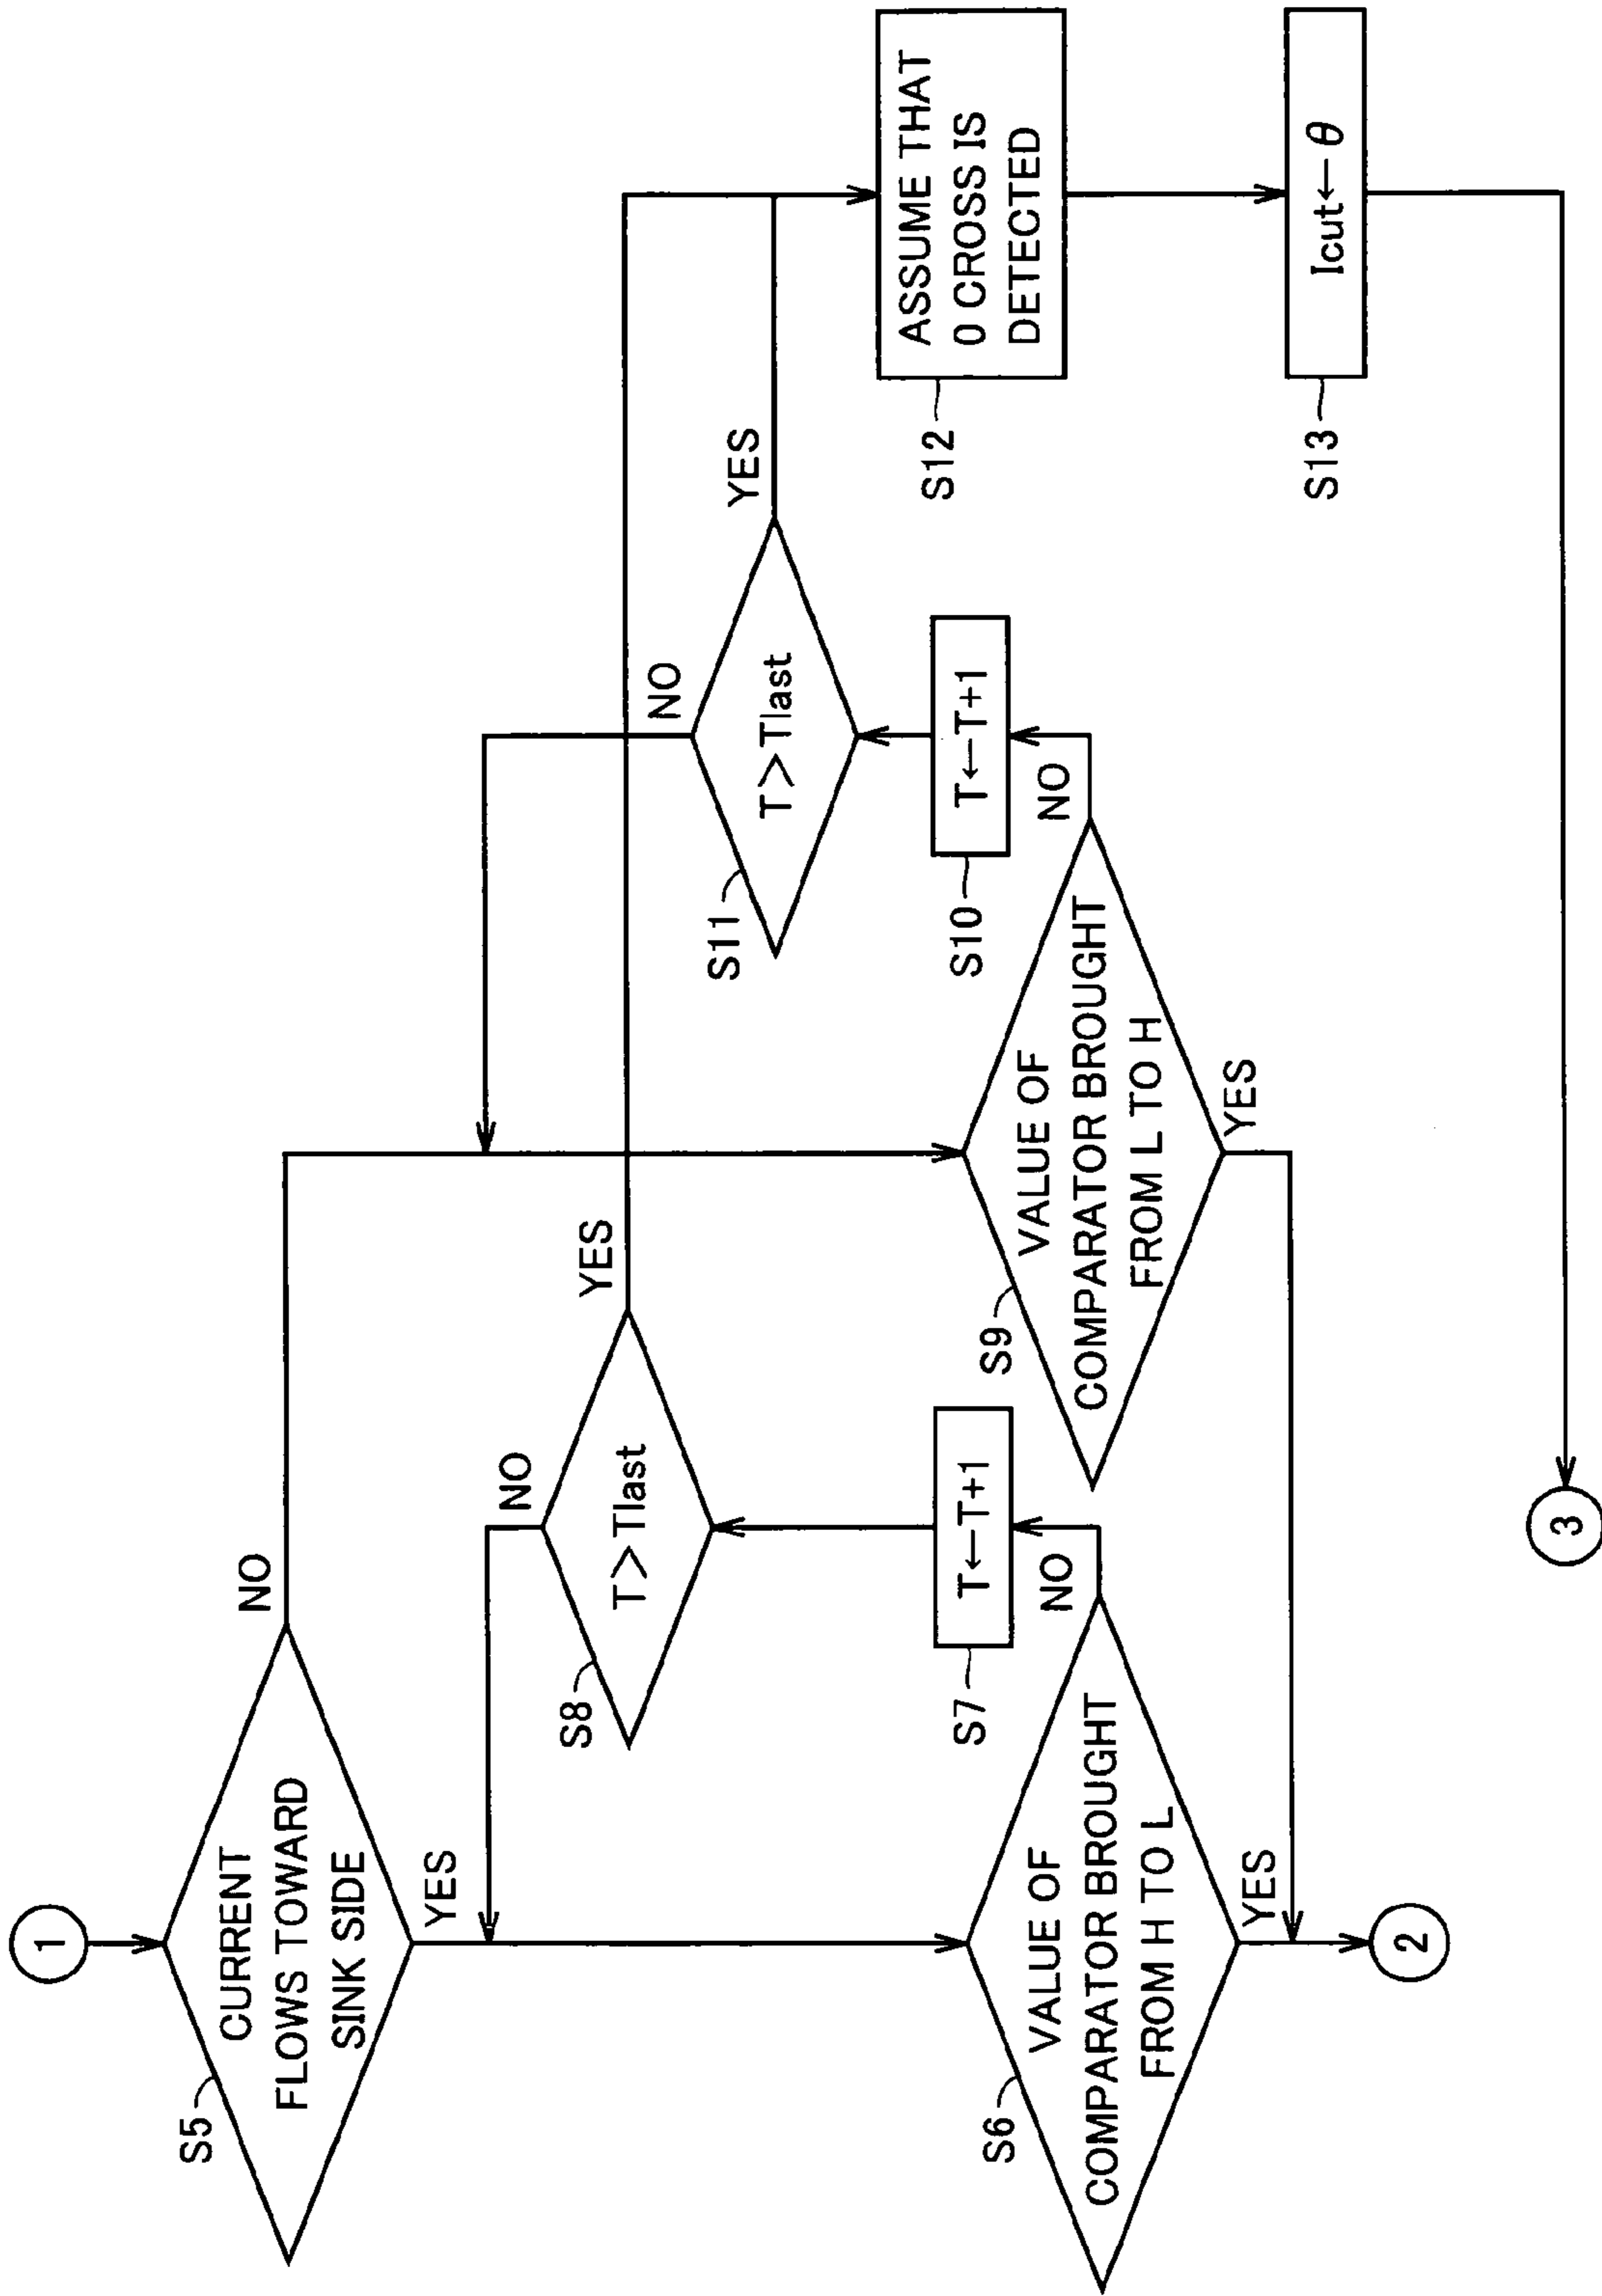 1
S5
CURRENT
FLOWS TOWARD
SINK SIDE
NO
YES
NO
S8
T>Tlast
YES
S7
T←T+1
NO
S6
VALUE OF
COMPARATOR BROUGHT
FROM H TO L
YES
2
NO
S11
T>Tlast
YES
S10
T←T+1
NO
S9
VALUE OF
COMPARATOR BROUGHT
FROM L TO H
YES
S12
ASSUME THAT
0 CROSS IS
DETECTED
S13
Icut←θ
3